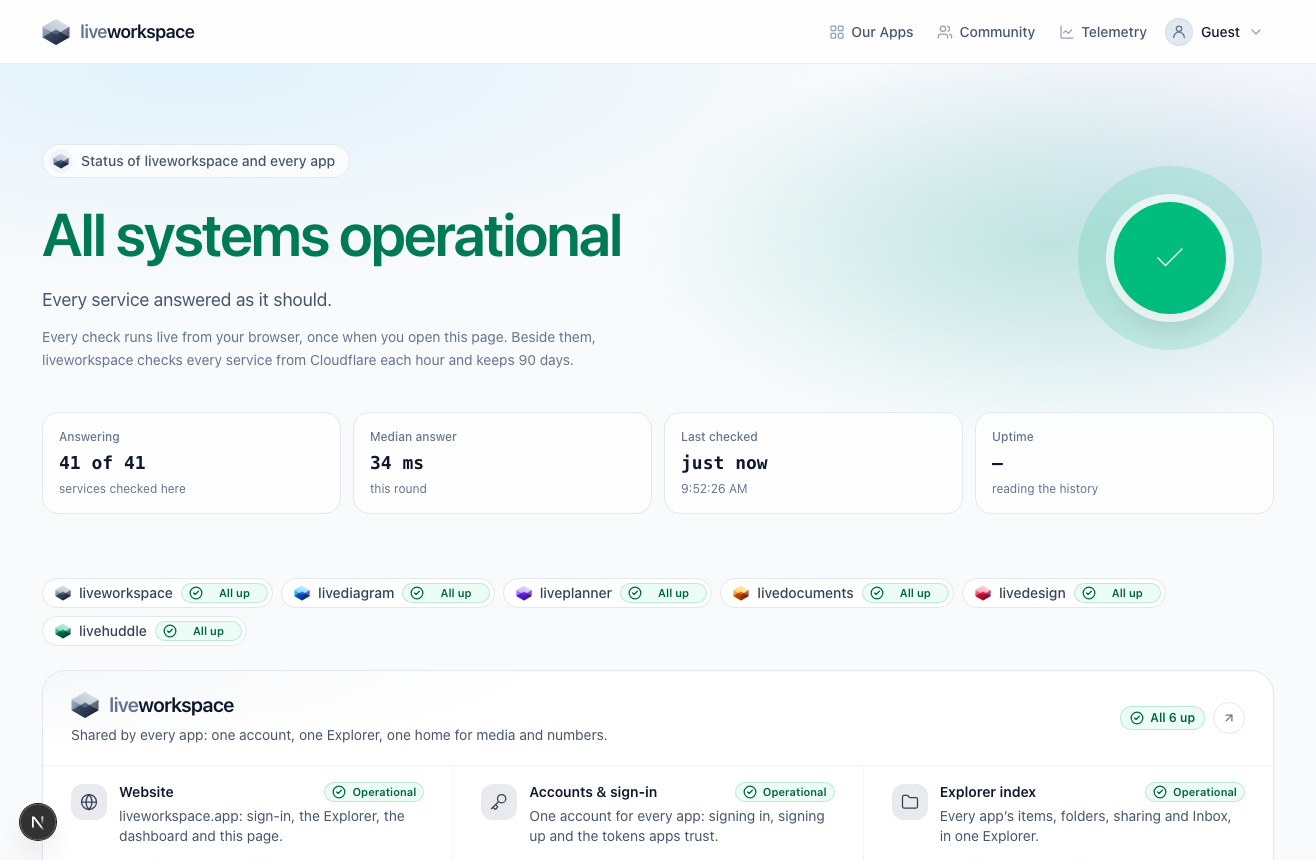 liveworkspace
Our Apps
Community
Telemetry
Guest
Status of liveworkspace and every app
All systems operational
Every service answered as it should.
Every check runs live from your browser, once when you open this page. Beside them,
liveworkspace checks every service from Cloudflare each hour and keeps 90 days.
Answering
41 of 41
services checked here
Median answer
34 ms
this round
Last checked
just now
9:52:26 AM
Uptime
—
reading the history
liveworkspace All up
livediagram All up
liveplanner All up
livedocuments All up
livedesign All up
livehuddle All up
liveworkspace
Shared by every app: one account, one Explorer, one home for media and numbers.
All 6 up
Website
Operational
liveworkspace.app: sign-in, the Explorer, the
dashboard and this page.
Accounts & sign-in
Operational
One account for every app: signing in, signing
up and the tokens apps trust.
Explorer index
Operational
Every app's items, folders, sharing and Inbox,
in one Explorer.
N